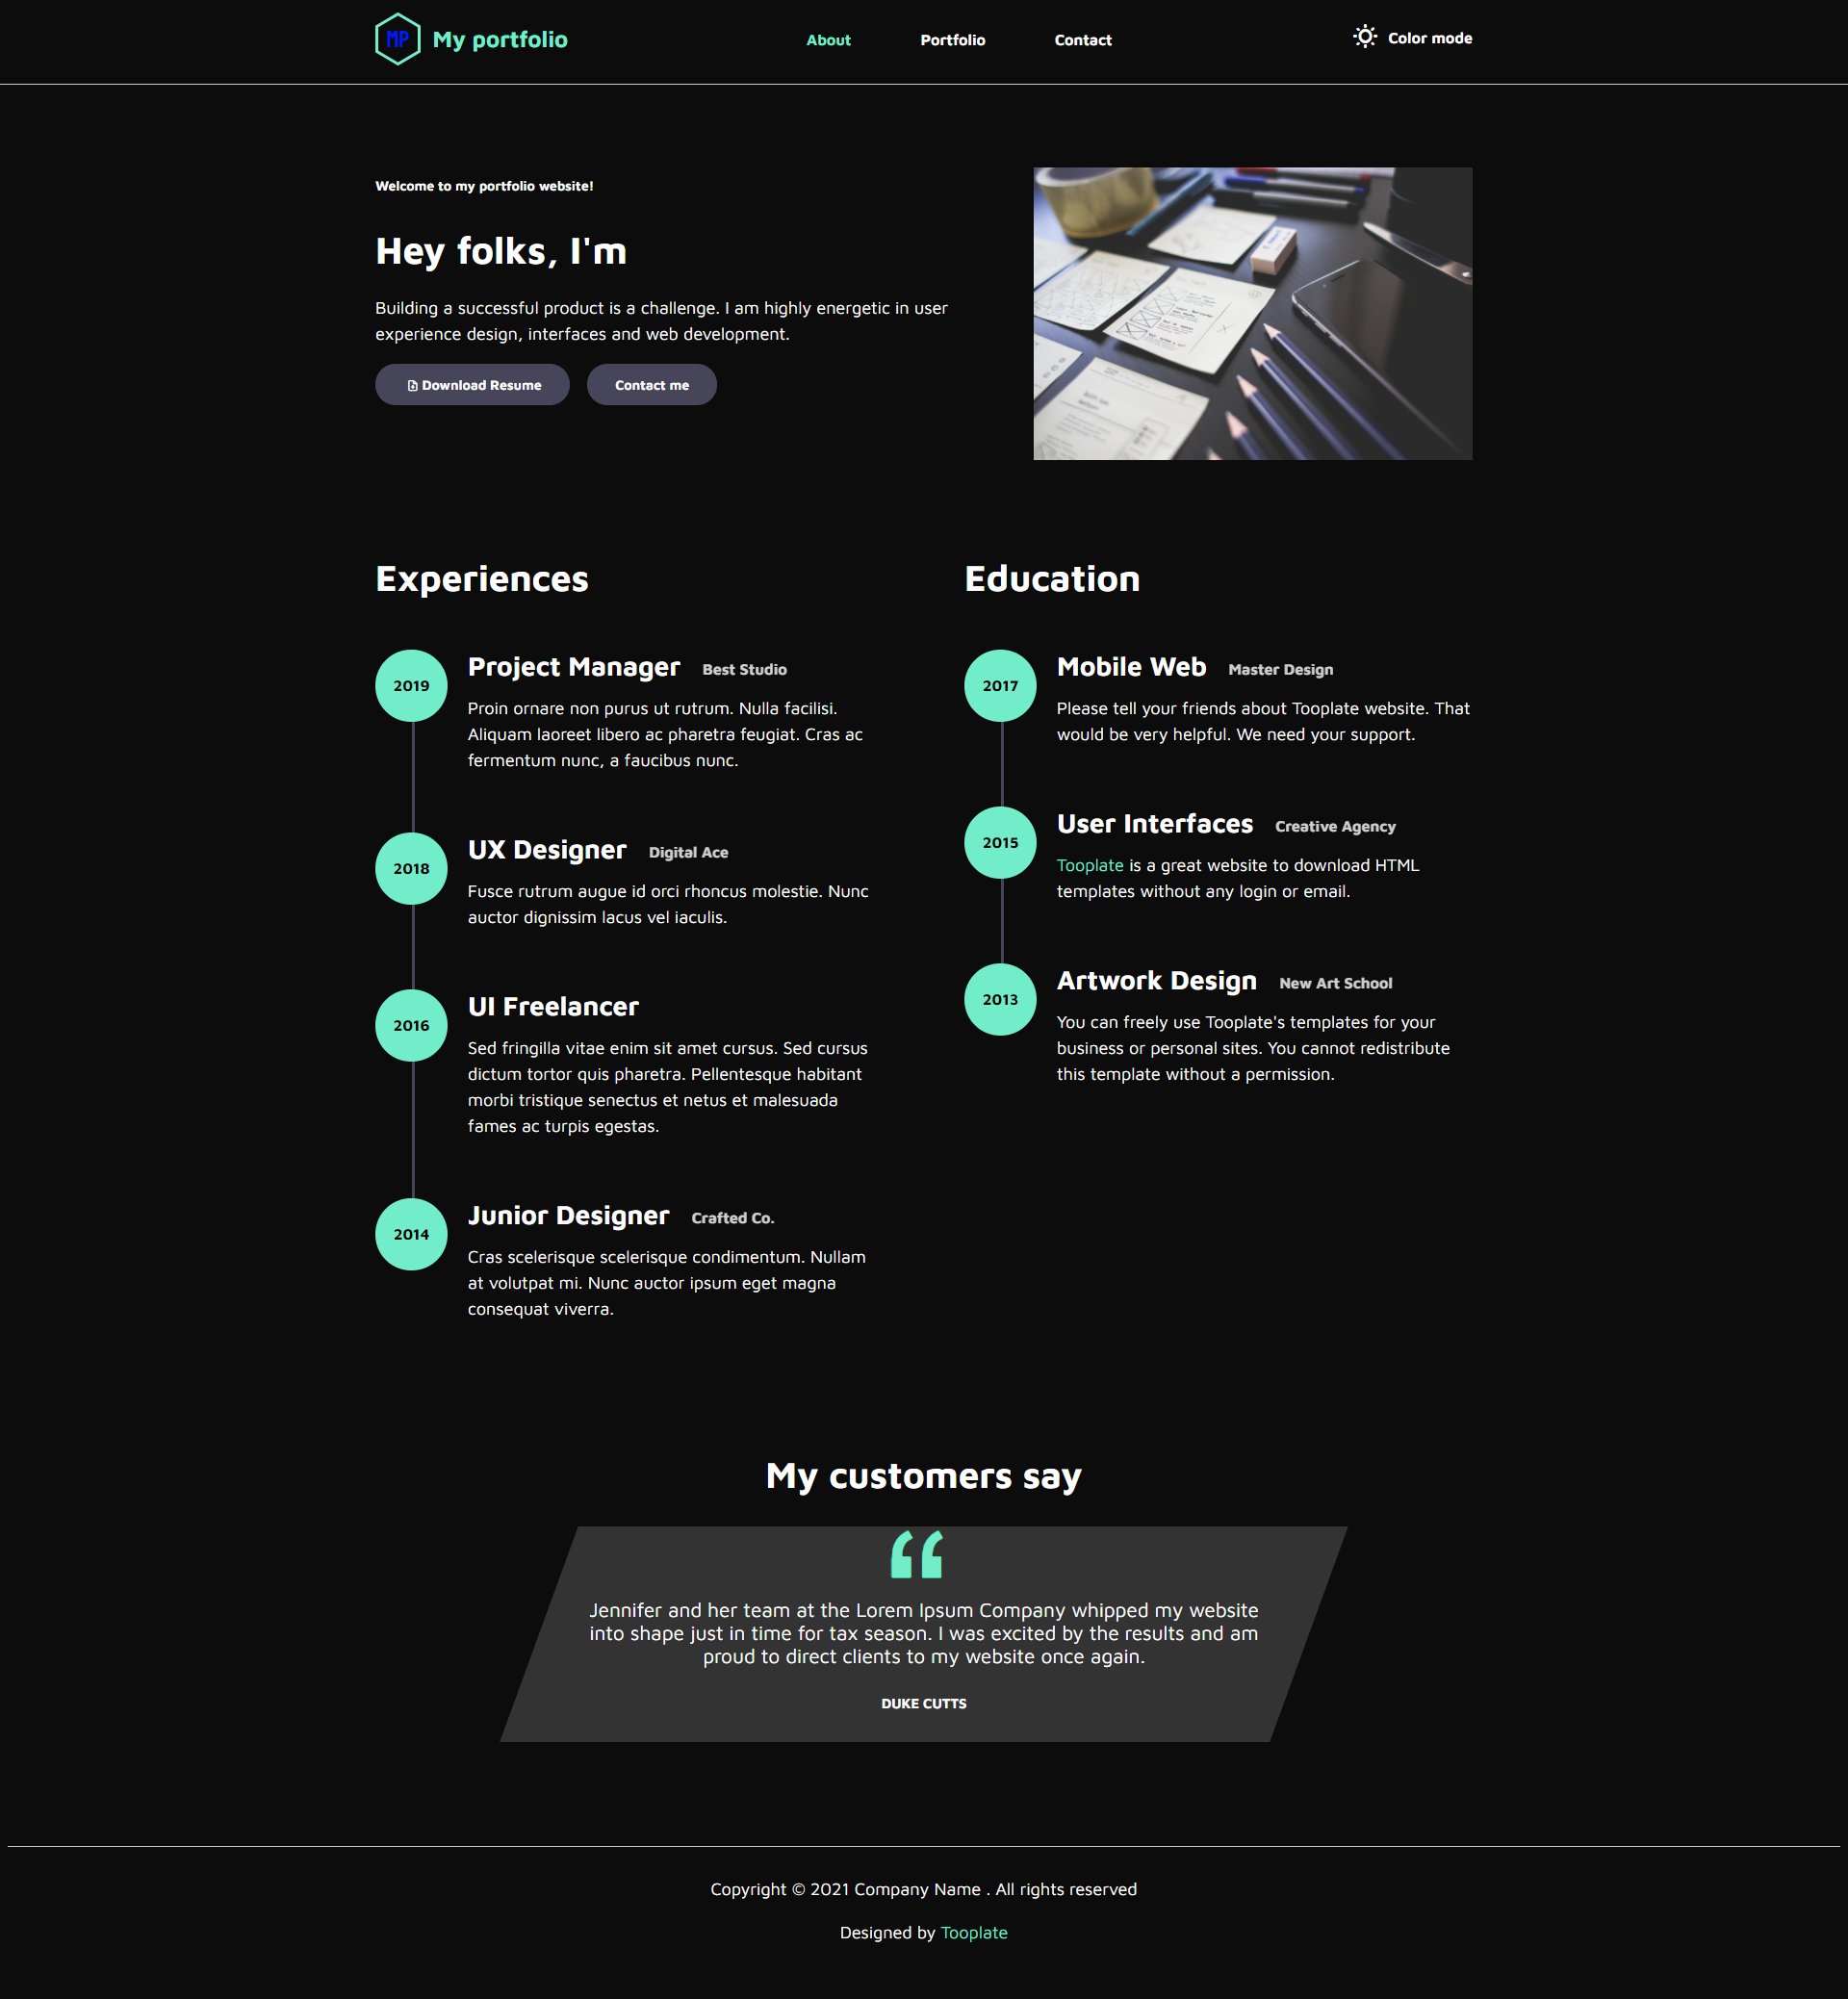 MP My portfolio
About
Portfolio
Contact
Color mode
Welcome to my portfolio website!
Hey folks, I'm
Building a successful product is a challenge. I am highly energetic in user
experience design, interfaces and web development.
Download Resume
Contact me
Experiences
2019
Project Manager Best Studio
Proin ornare non purus ut rutrum. Nulla facilisi.
Aliquam laoreet libero ac pharetra feugiat. Cras ac
fermentum nunc, a faucibus nunc.
2018
UX Designer Digital Ace
Fusce rutrum augue id orci rhoncus molestie. Nunc
auctor dignissim lacus vel iaculis.
2016
UI Freelancer
Sed fringilla vitae enim sit amet cursus. Sed cursus
dictum tortor quis pharetra. Pellentesque habitant
morbi tristique senectus et netus et malesuada
fames ac turpis egestas.
2014
Junior Designer Crafted Co.
Cras scelerisque scelerisque condimentum. Nullam
at volutpat mi. Nunc auctor ipsum eget magna
consequat viverra.
Education
2017
Mobile Web Master Design
Please tell your friends about Tooplate website. That
would be very helpful. We need your support.
2015
User Interfaces Creative Agency
Tooplate is a great website to download HTML
templates without any login or email.
2013
Artwork Design New Art School
You can freely use Tooplate's templates for your
business or personal sites. You cannot redistribute
this template without a permission.
My customers say
Jennifer and her team at the Lorem Ipsum Company whipped my website
into shape just in time for tax season. I was excited by the results and am
proud to direct clients to my website once again.
DUKE CUTTS
Copyright © 2021 Company Name . All rights reserved
Designed by Tooplate